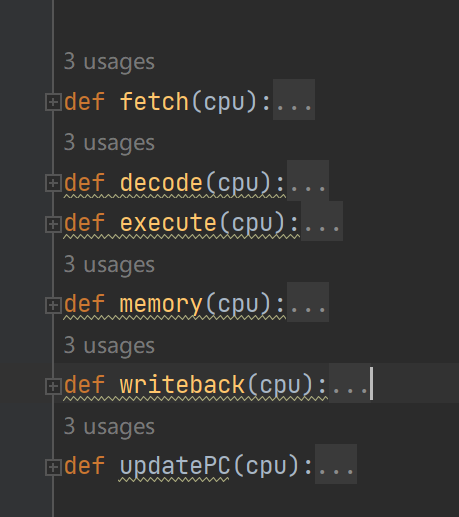 3 usages
def fetch(cpu):...
3 usages
def decode(cpu):...
def execute(cpu):...
3 usages
def memory(cpu):...
3 usages
def writeback(cpu):...
3 usages
def updatePC(cpu):...